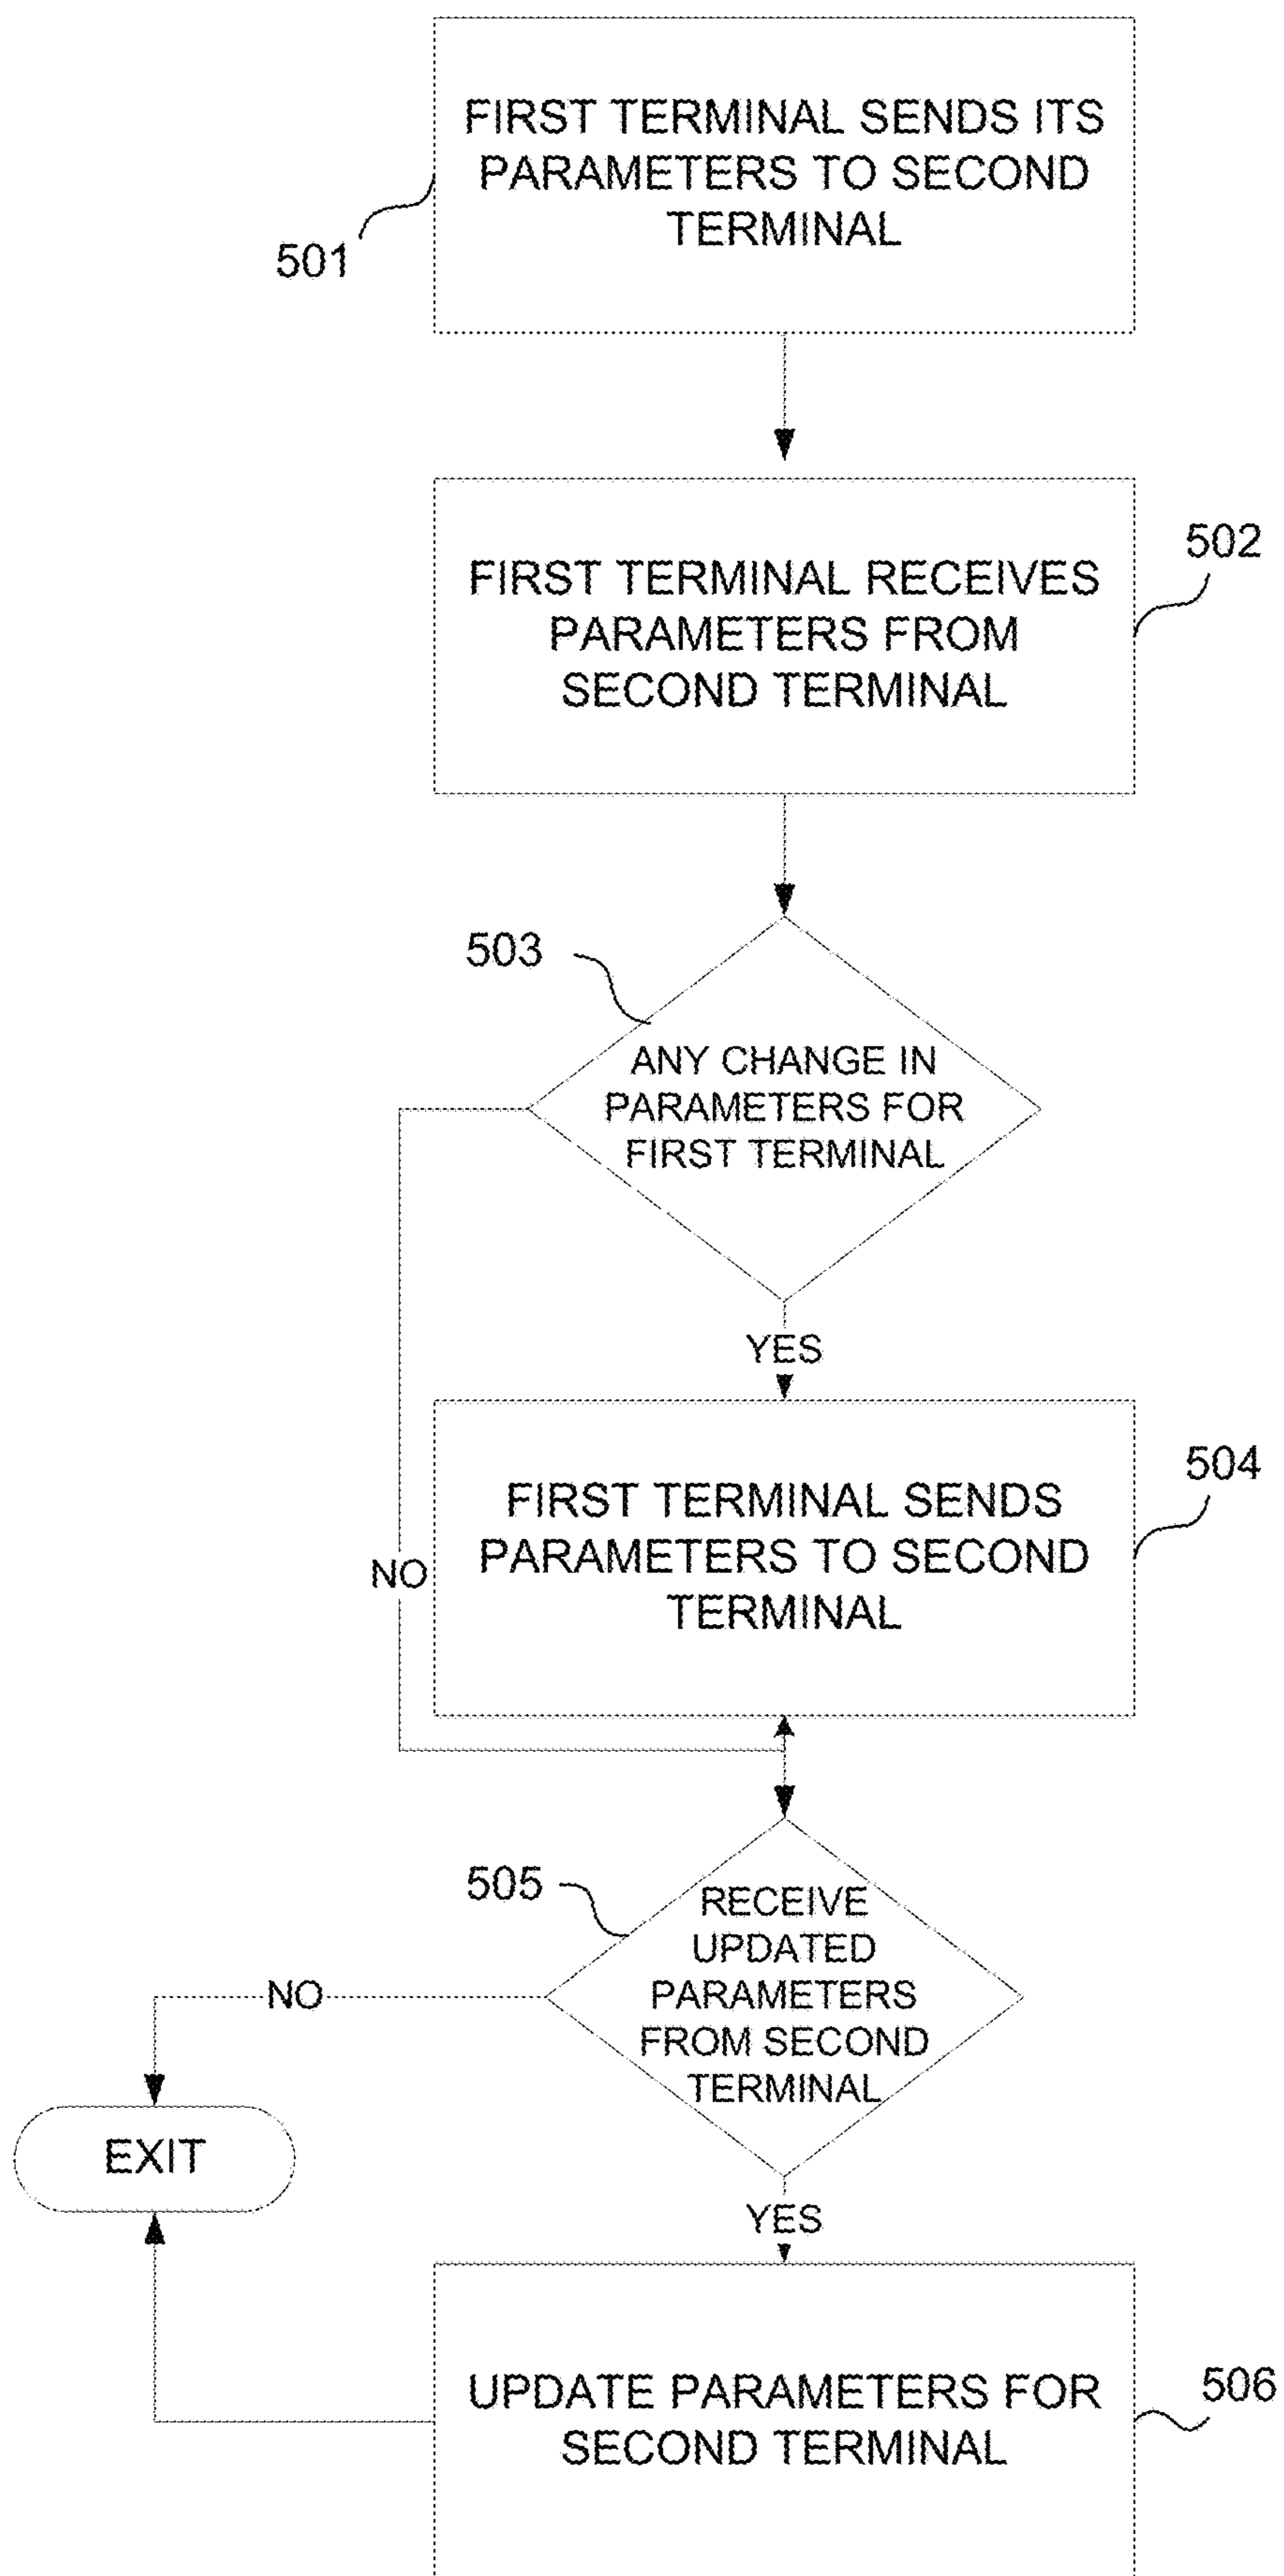 FIRST TERMINAL SENDS ITS
PARAMETERS TO SECOND
TERMINAL
501
502
FIRST TERMINAL RECEIVES
PARAMETERS FROM
SECOND TERMINAL
503
ANY CHANGE IN
PARAMETERS FOR
FIRST TERMINAL
YES
504
FIRST TERMINAL SENDS
PARAMETERS TO SECOND
TERMINAL
NO
505
RECEIVE
UPDATED
PARAMETERS
FROM SECOND
TERMINAL
NO
EXIT
YES
506
UPDATE PARAMETERS FOR
SECOND TERMINAL